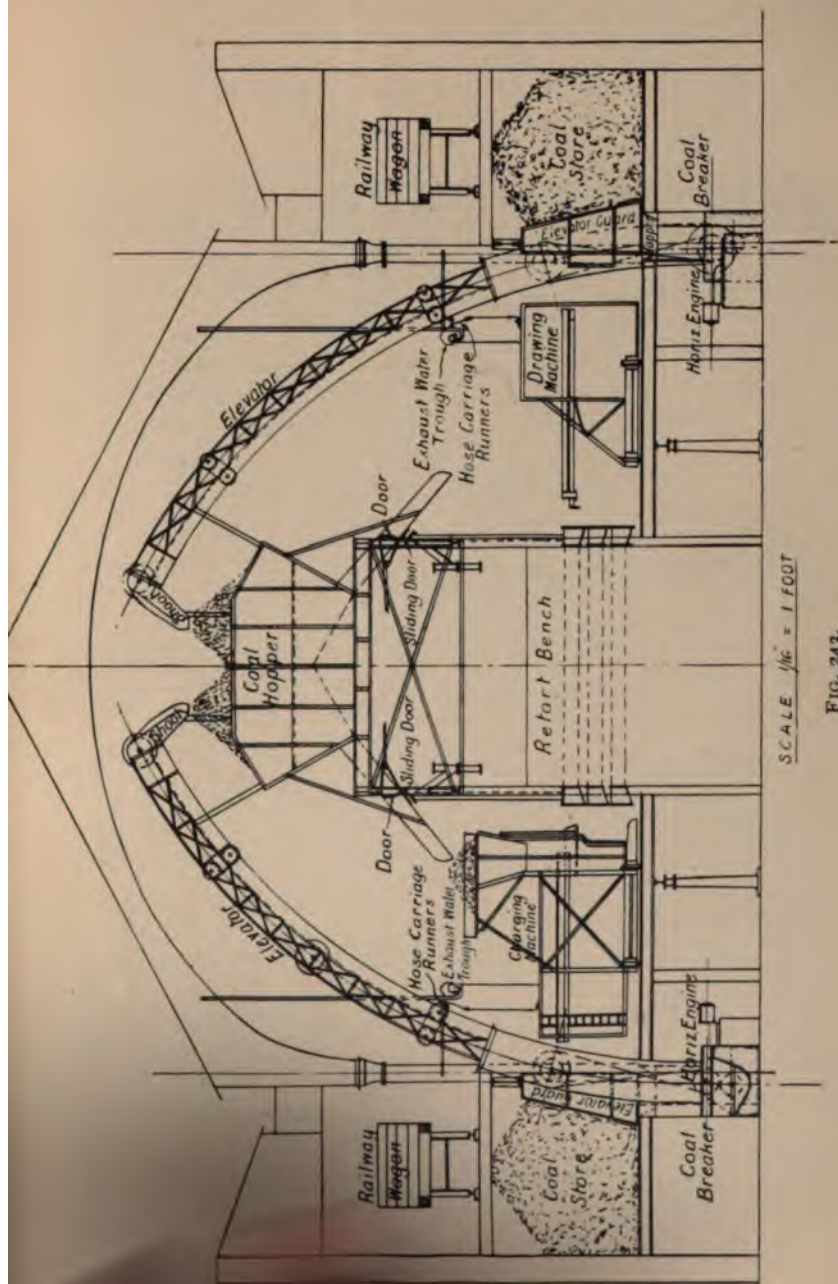 Railway
Wagon
Railway
Wagon
Elevator
Elevator
Shoot
Shoot
Coal
Hopper
Door
Sliding Door
Sliding Door
Door
Hose Carriage
Runners
Exhaust Water
Trough
Exhaust Water
Trough
Hose Carriage
Runners
Charging
Machine
Drawing
Machine
Coal
Store
Elevator Guard
Elevator Guard
Coal
Store
Hopper
Retort Bench
Coal
Breaker
Horiz Engine
Horiz Engine
Coal
Breaker
SCALE 1/16" = 1 FOOT
FIG. 242.